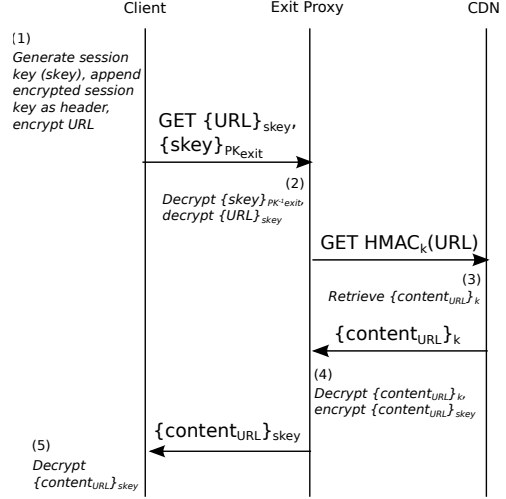 Client Exit Proxy CDN
(1)
Generate session
key (skey), append
encrypted session
key as header,
encrypt URL
GET {URL}skey,
{skey}PKexit
(2)
Decrypt {skey}PK-1exit,
decrypt {URL}skey
GET HMACk(URL)
(3)
Retrieve {contentURL}k
{contentURL}k
(4)
Decrypt {contentURL}k,
encrypt {contentURL}skey
{contentURL}skey
(5)
Decrypt
{contentURL}skey